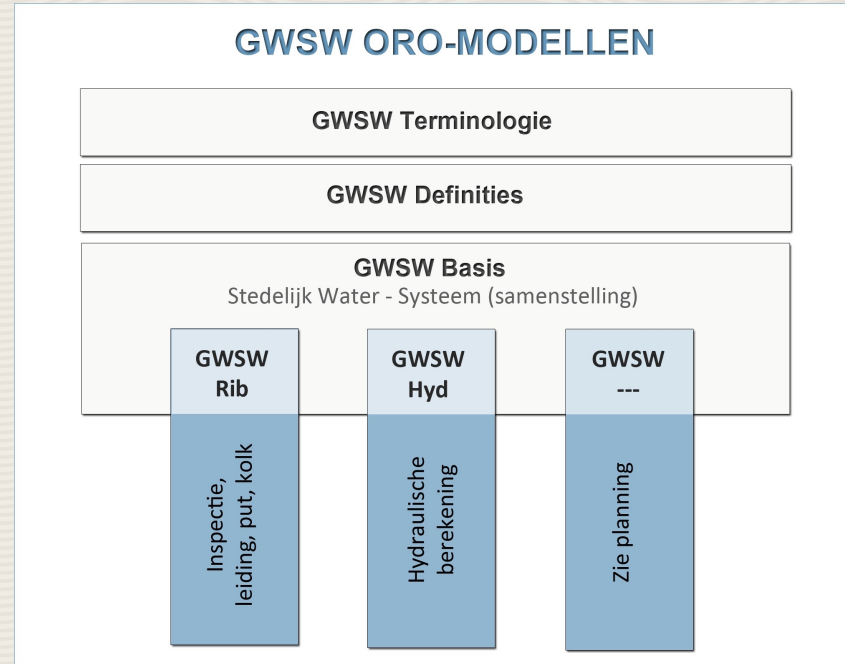 GWSW ORO-MODELLEN
GWSW Terminologie
GWSW Definities
GWSW Basis
Stedelijk Water - Systeem (samenstelling)
GWSW
Rib
Inspectie,
leiding, put, kolk
GWSW
Hyd
Hydraulische
berekening
GWSW
---
Zie planning